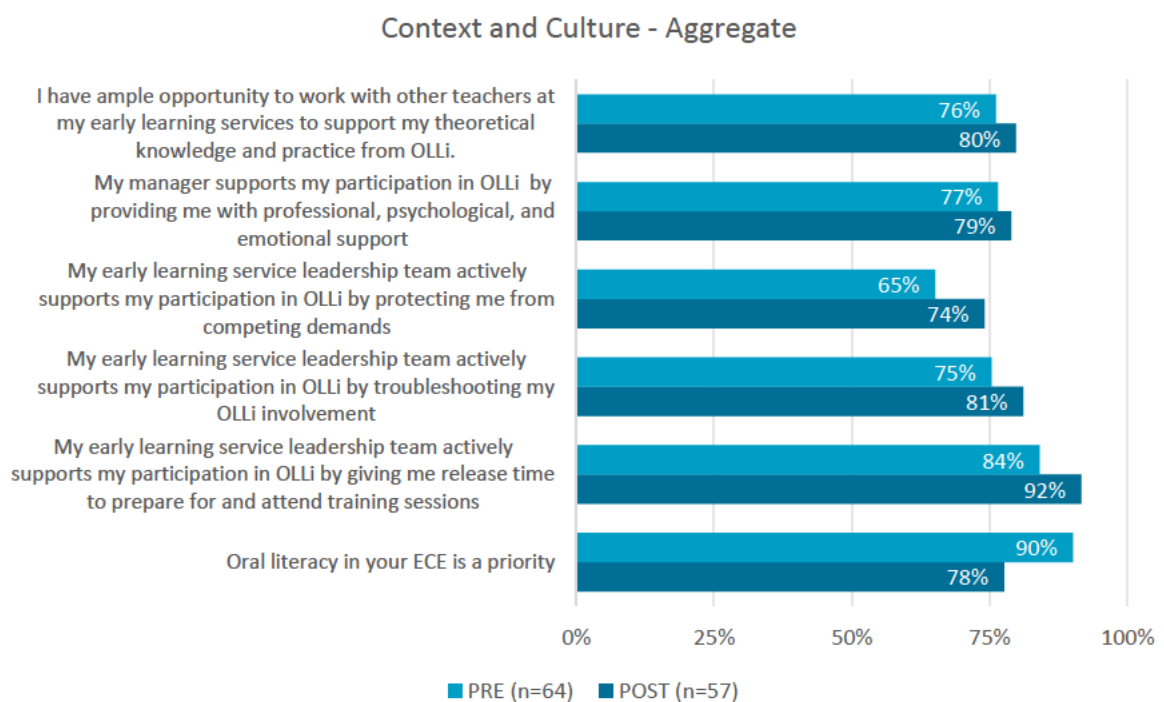 Context and Culture - Aggregate
I have ample opportunity to work with other teachers at
my early learning services to support my theoretical
knowledge and practice from OLLi.
76%
80%
My manager supports my participation in OLLi by
providing me with professional, psychological, and
emotional support
77%
79%
My early learning service leadership team actively
supports my participation in OLLi by protecting me from
competing demands
65%
74%
My early learning service leadership team actively
supports my participation in OLLi by troubleshooting my
OLLi involvement
75%
81%
My early learning service leadership team actively
supports my participation in OLLi by giving me release time
to prepare for and attend training sessions
84%
92%
Oral literacy in your ECE is a priority
90%
78%
0% 25% 50% 75% 100%
PRE (n=64) POST (n=57)